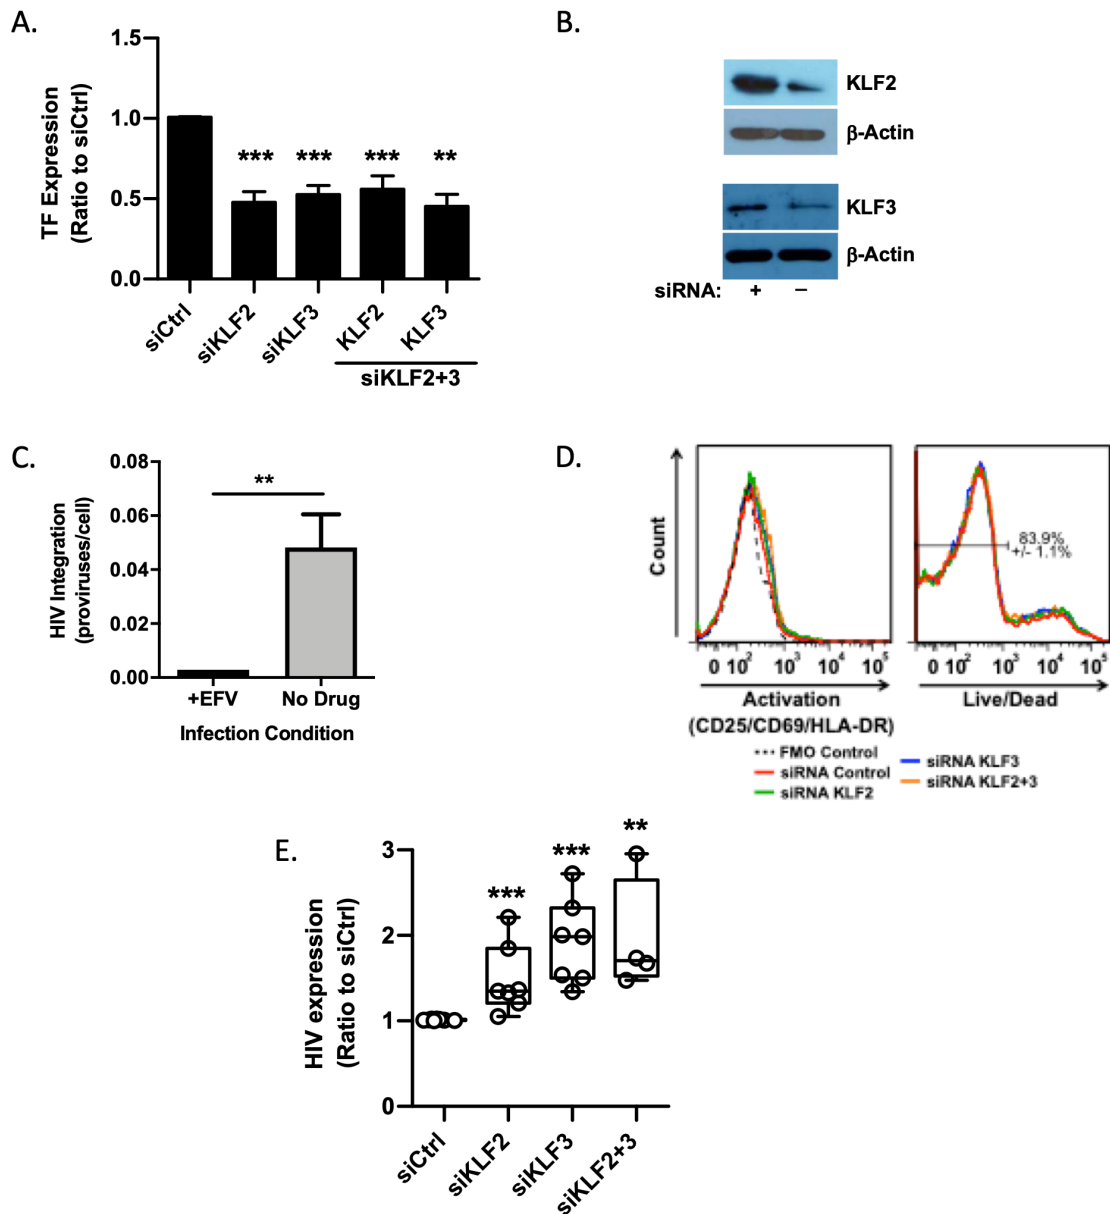 A.
TF Expression
(Ratio to siCtrl)
1.5
1.0
0.5
0.0
***
***
***
**
siCtrl
siKLF2
siKLF3
KLF2
KLF3
siKLF2+3
B.
KLF2
β-Actin
KLF3
β-Actin
siRNA: + –
C.
HIV Integration
(proviruses/cell)
0.08
0.06
0.04
0.02
0.00
**
+EFV
No Drug
Infection Condition
D.
Count
0 10² 10³ 10⁴ 10⁵
Activation
(CD25/CD69/HLA-DR)
83.9%
+/- 1.1%
0 10² 10³ 10⁴ 10⁵
Live/Dead
FMO Control
siRNA Control
siRNA KLF2
siRNA KLF3
siRNA KLF2+3
E.
HIV expression
(Ratio to siCtrl)
3
2
1
0
***
***
**
siCtrl
siKLF2
siKLF3
siKLF2+3